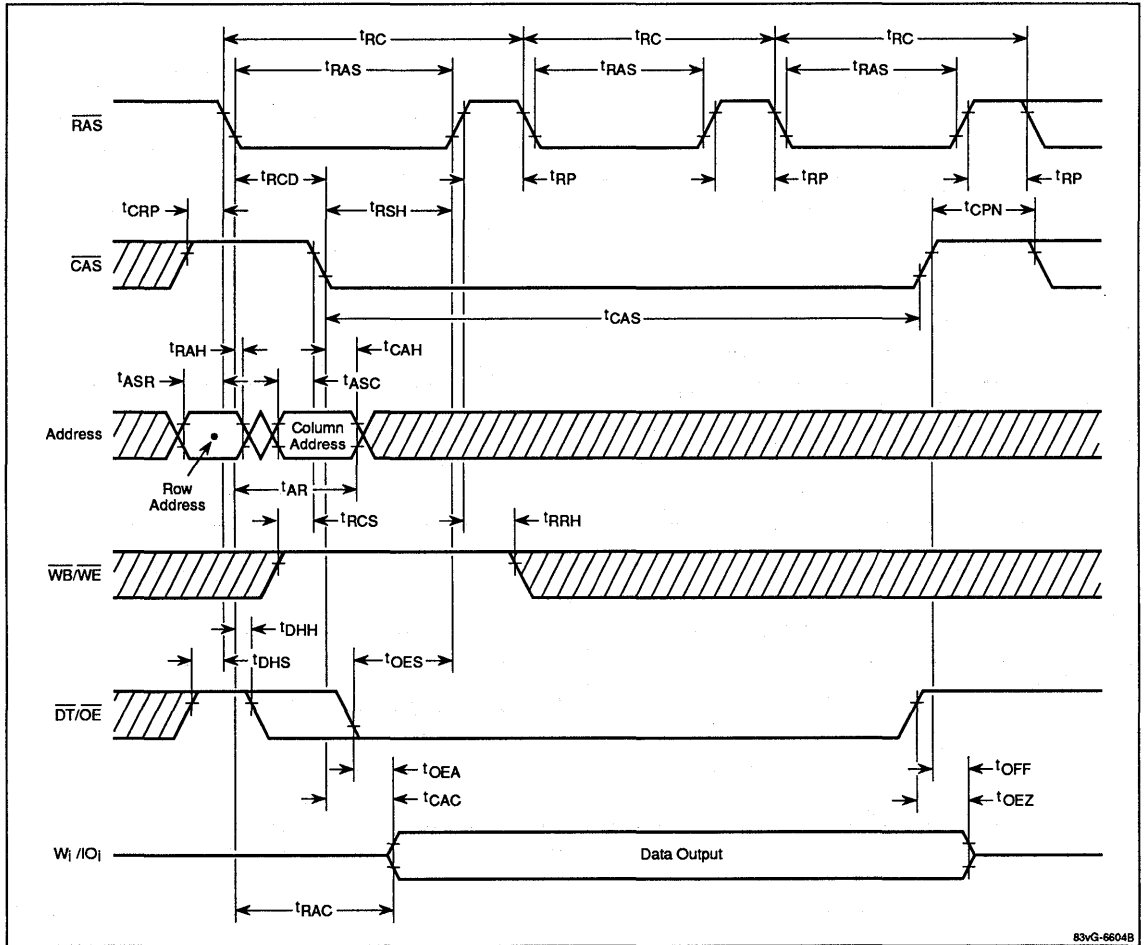 tRC tRC tRC
tRAS tRAS tRAS
RAS
tRCD tRP tRP tRP
tCRP tRSH tCPN
CAS
tCAS
tRAH tCAH
tASR tASC
Address
Column
Address
Row
Address
tAR
tRCS tRRH
WB/WE
tDHH
tDHS tOES
DT/OE
tOEA tOFF
tCAC tOEZ
Wi /IOi Data Output
tRAC
83vG-6604B